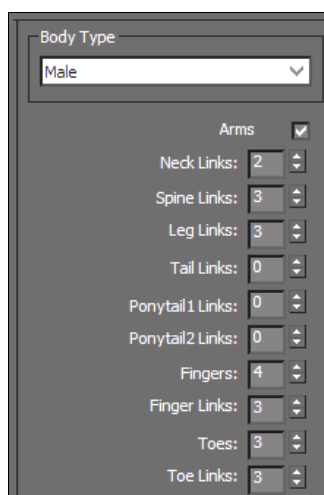 Body Type
Male
Arms
Neck Links: 2
Spine Links: 3
Leg Links: 3
Tail Links: 0
Ponytail1 Links: 0
Ponytail2 Links: 0
Fingers: 4
Finger Links: 3
Toes: 3
Toe Links: 3